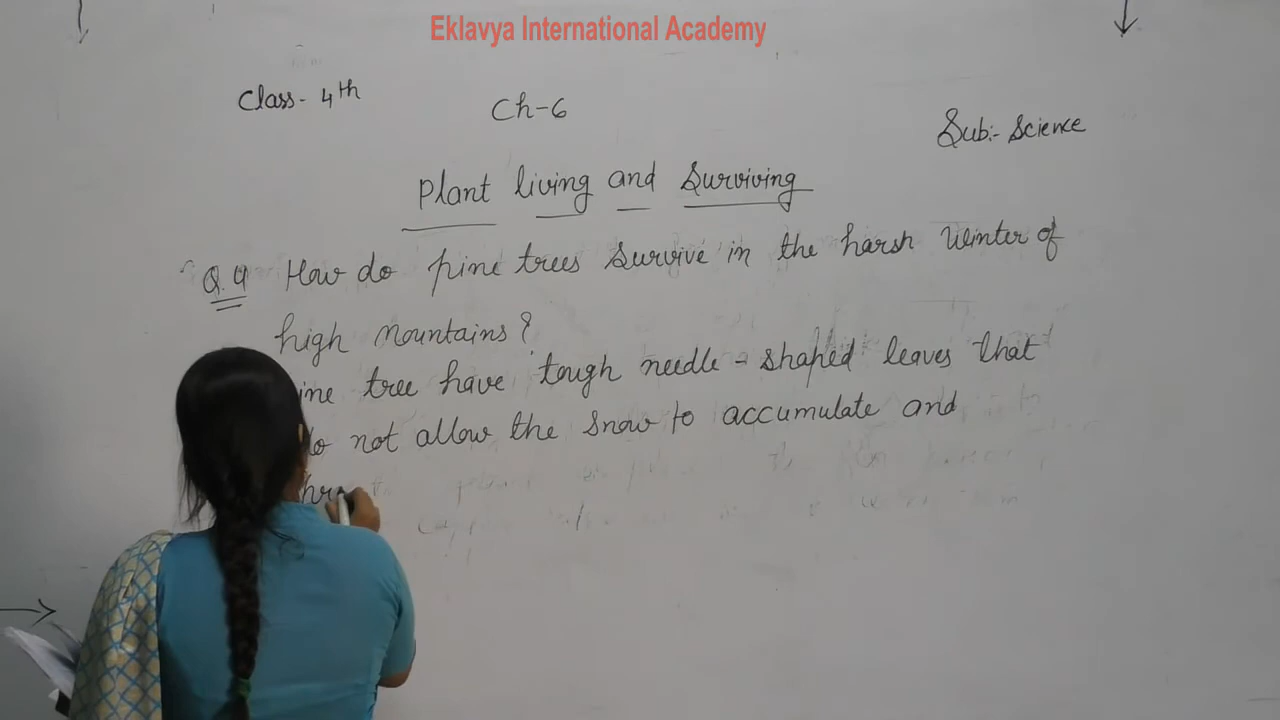 Eklavya International Academy
Class- 4th
Ch-6
Sub:- Science
Plant living and Surviving
Q.4 How do pine trees survive in the harsh Winter of
high mountains?
ine tree have tough needle-shaped leaves that
do not allow the snow to accumulate and